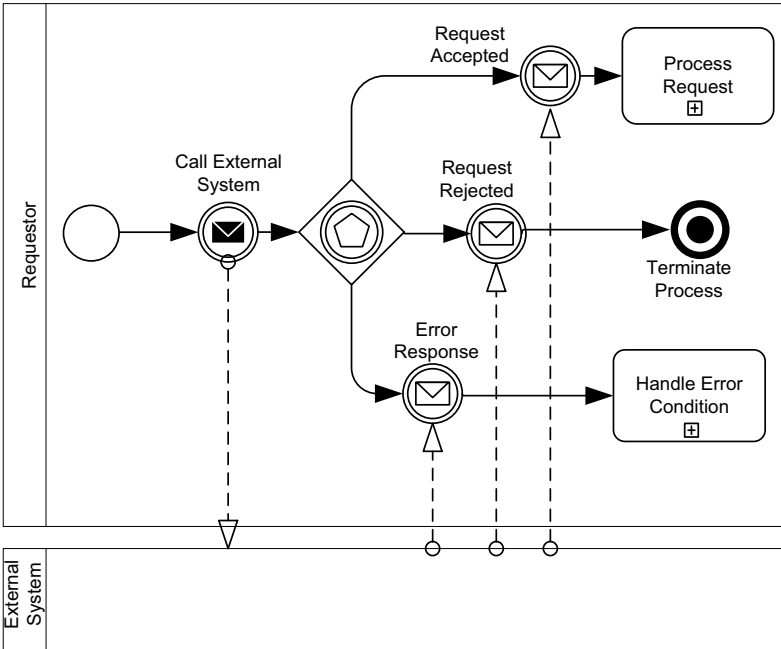 Request
Accepted
Process
Request
Call External
System
Request
Rejected
Requestor
Terminate
Process
Error
Response
Handle Error
Condition
External
System